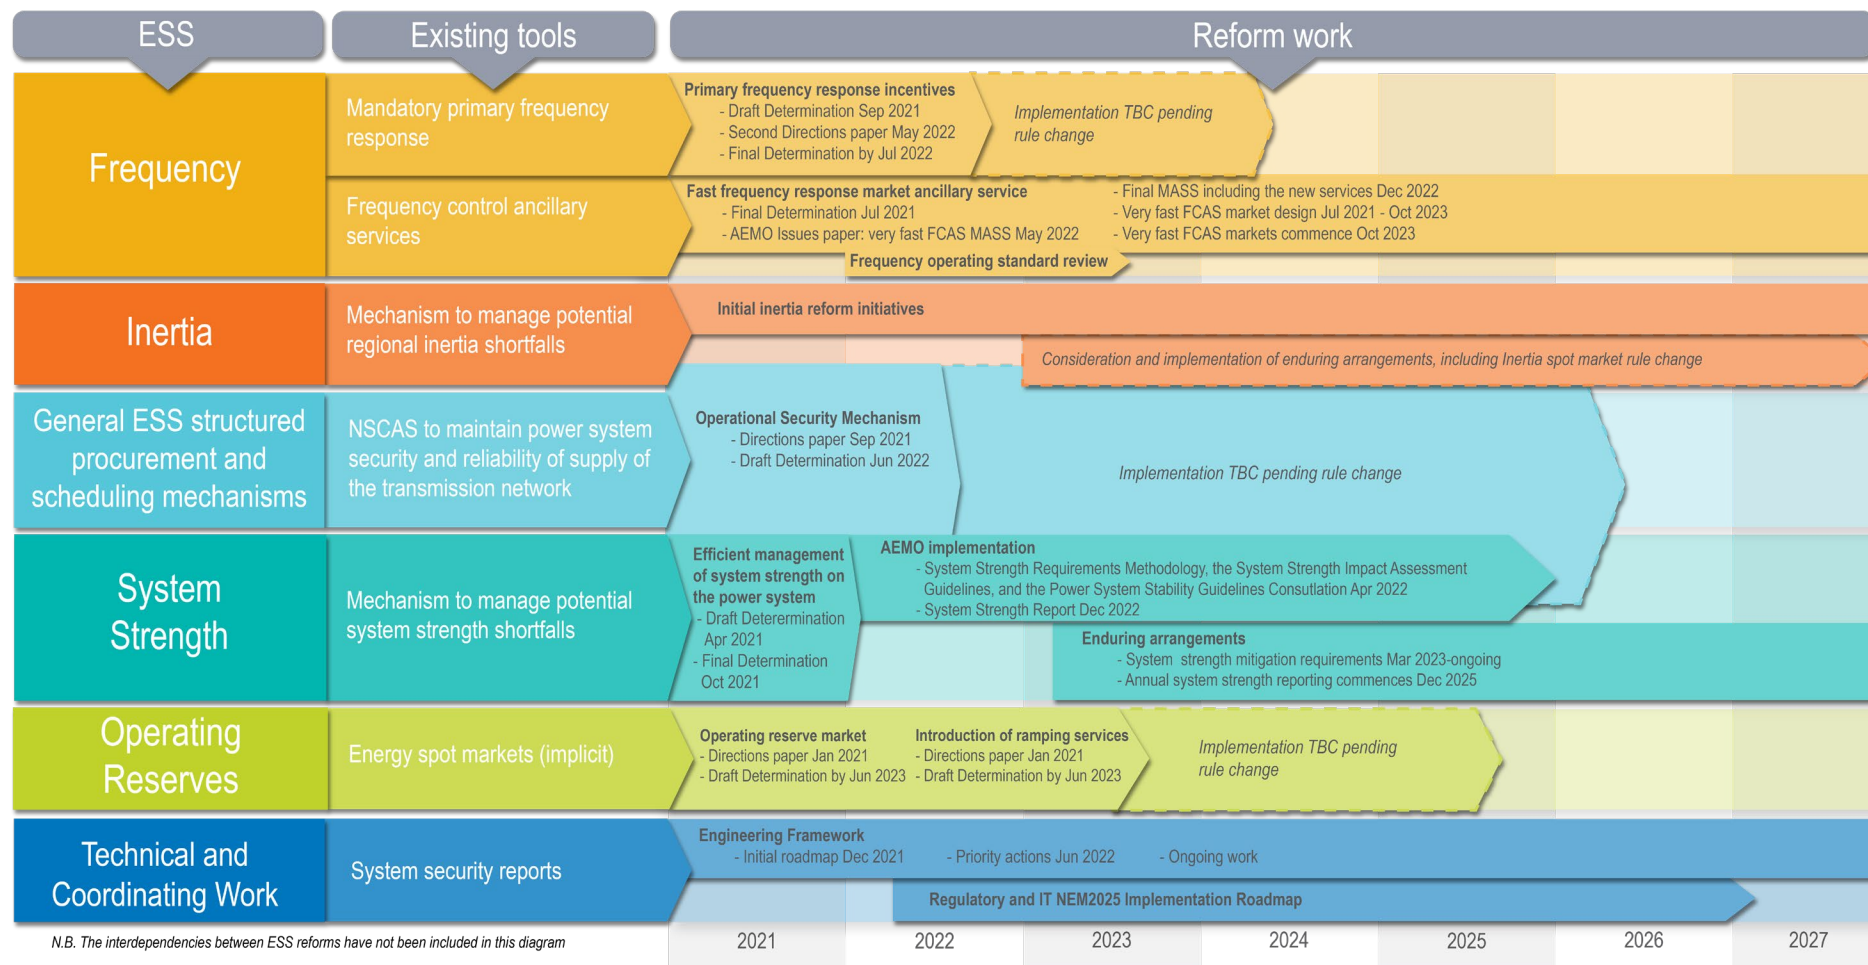 ESS
Existing tools
Reform work
Frequency
Mandatory primary frequency
response
Primary frequency response incentives
- Draft Determination Sep 2021
- Second Directions paper May 2022
- Final Determination by Jul 2022
Implementation TBC pending
rule change
Frequency control ancillary
services
Fast frequency response market ancillary service
- Final Determination Jul 2021
- AEMO Issues paper: very fast FCAS MASS May 2022
- Final MASS including the new services Dec 2022
- Very fast FCAS market design Jul 2021 - Oct 2023
- Very fast FCAS markets commence Oct 2023
Frequency operating standard review
Inertia
Mechanism to manage potential
regional inertia shortfalls
Initial inertia reform initiatives
Consideration and implementation of enduring arrangements, including Inertia spot market rule change
General ESS structured
procurement and
scheduling mechanisms
NSCAS to maintain power system
security and reliability of supply of
the transmission network
Operational Security Mechanism
- Directions paper Sep 2021
- Draft Determination Jun 2022
Implementation TBC pending rule change
System
Strength
Mechanism to manage potential
system strength shortfalls
Efficient management
of system strength on
the power system
- Draft Deterermination
Apr 2021
- Final Determination
Oct 2021
AEMO implementation
- System Strength Requirements Methodology, the System Strength Impact Assessment
Guidelines, and the Power System Stability Guidelines Consutlation Apr 2022
- System Strength Report Dec 2022
Enduring arrangements
- System strength mitigation requirements Mar 2023-ongoing
- Annual system strength reporting commences Dec 2025
Operating
Reserves
Energy spot markets (implicit)
Operating reserve market
- Directions paper Jan 2021
- Draft Determination by Jun 2023
Introduction of ramping services
- Directions paper Jan 2021
- Draft Determination by Jun 2023
Implementation TBC pending
rule change
Technical and
Coordinating Work
System security reports
Engineering Framework
- Initial roadmap Dec 2021
- Priority actions Jun 2022
- Ongoing work
Regulatory and IT NEM2025 Implementation Roadmap
N.B. The interdependencies between ESS reforms have not been included in this diagram
2021
2022
2023
2024
2025
2026
2027